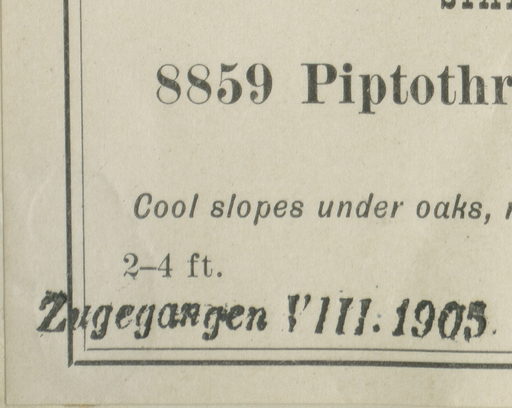 8859 Piptothr
Cool slopes under oaks,
2–4 ft.
Zugegangen VIII. 1905.